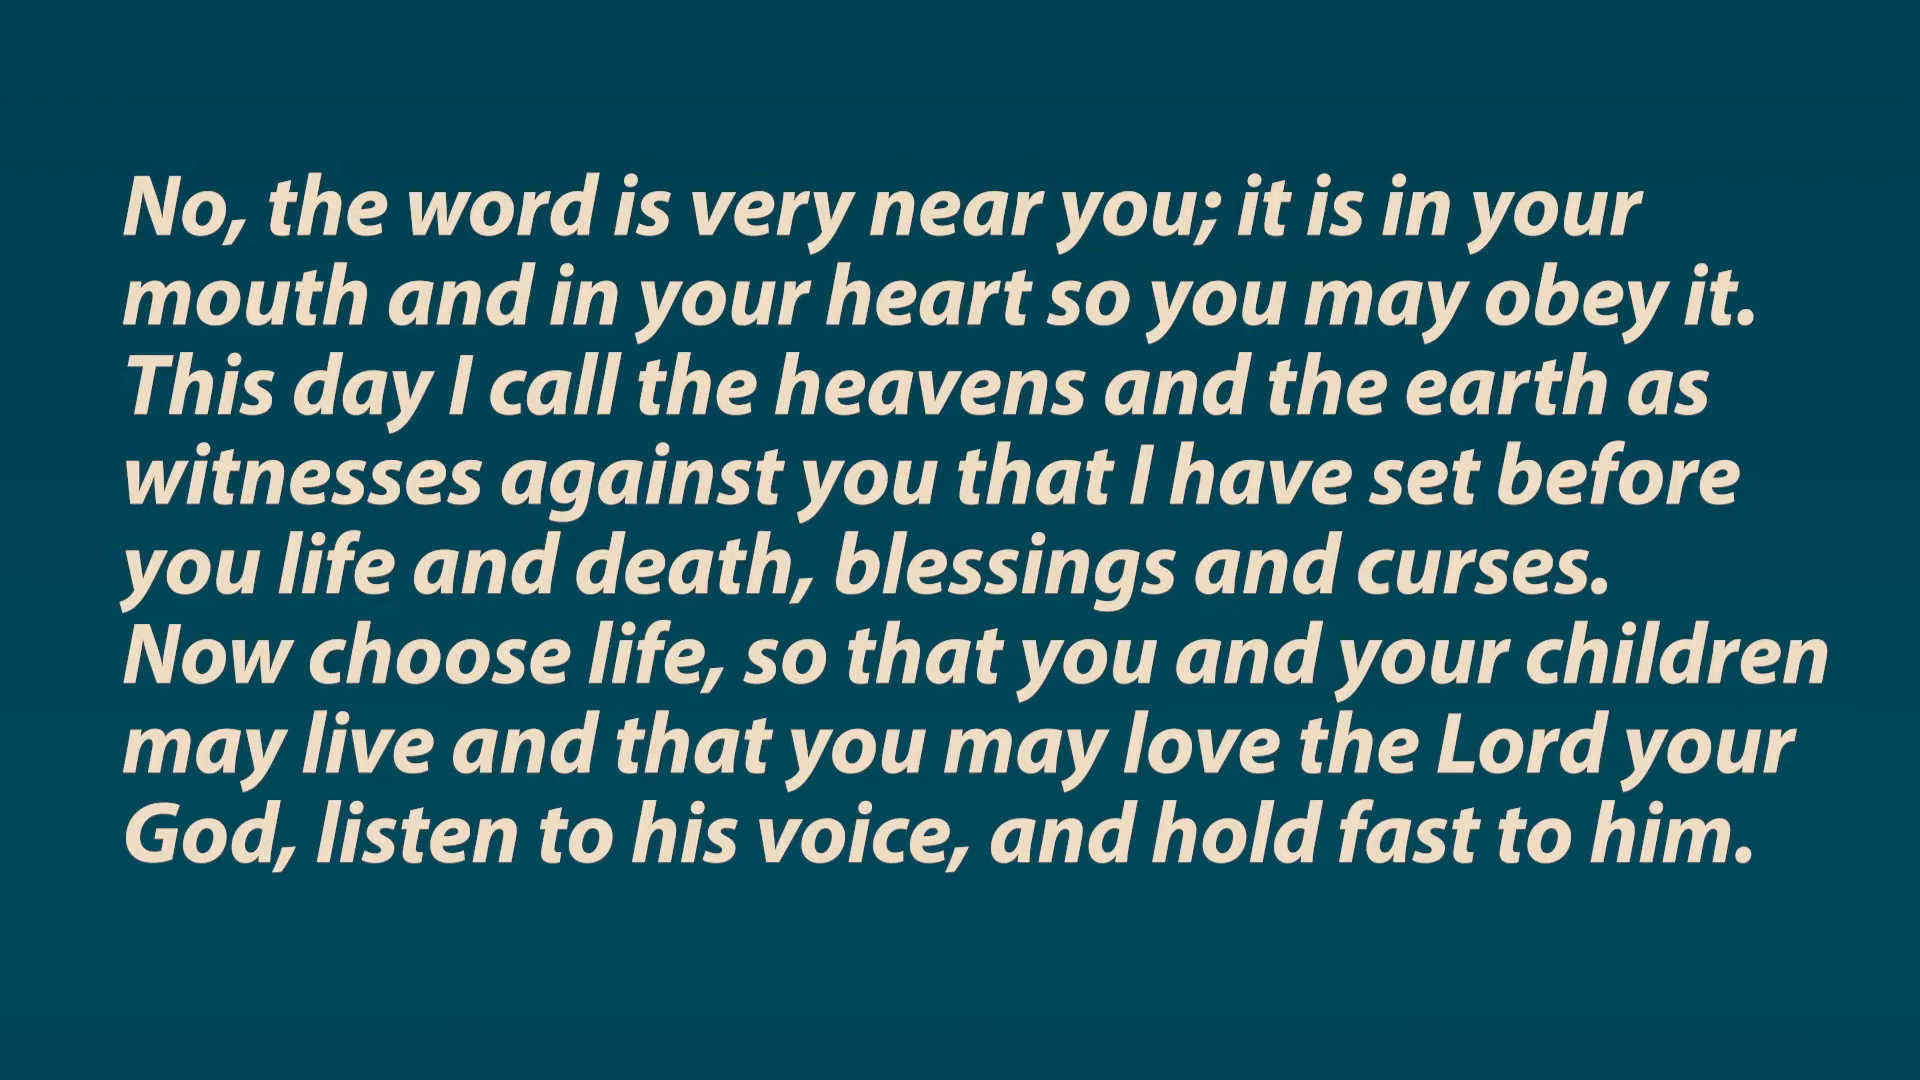 No, the word is very near you; it is in your
mouth and in your heart so you may obey it.
This day I call the heavens and the earth as
witnesses against you that I have set before
you life and death, blessings and curses.
Now choose life, so that you and your children
may live and that you may love the Lord your
God, listen to his voice, and hold fast to him.